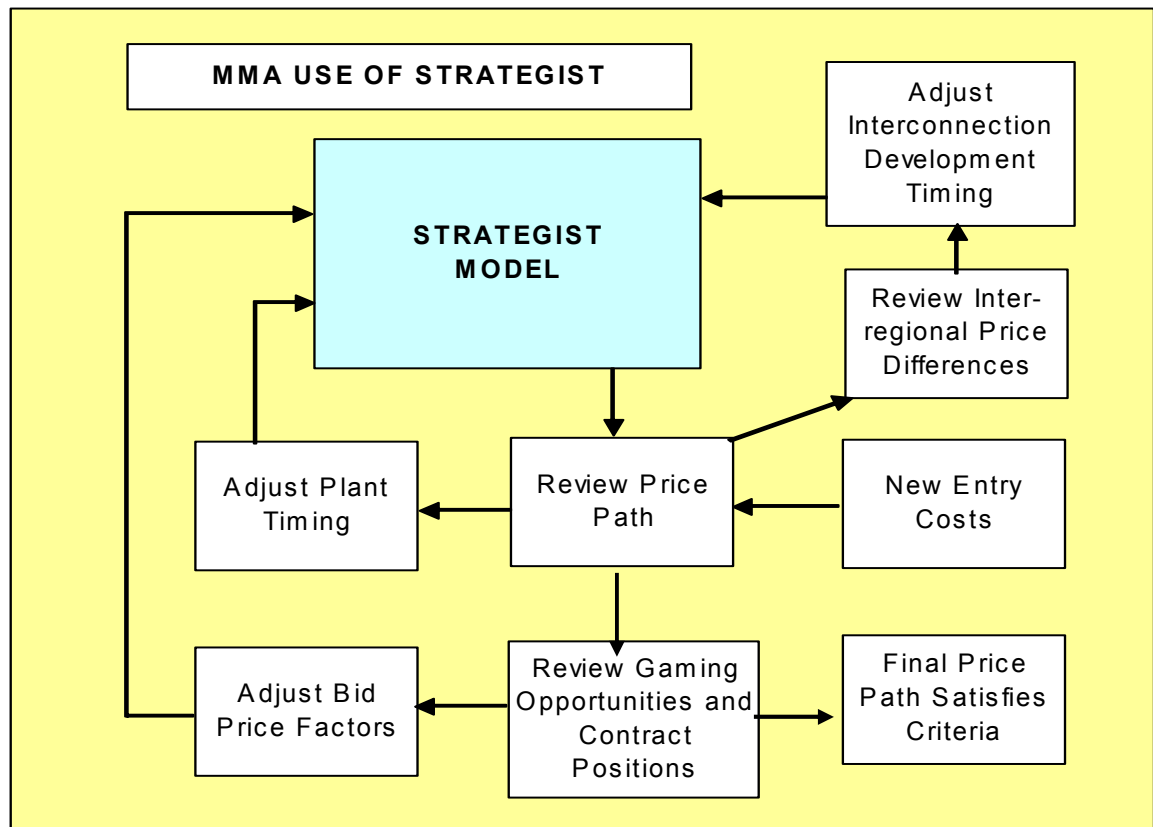 MMA USE OF STRATEGIST
Adjust
Interconnection
Development
Timing
STRATEGIST
MODEL
Review Inter-
regional Price
Differences
Adjust Plant
Timing
Review Price
Path
New Entry
Costs
Adjust Bid
Price Factors
Review Gaming
Opportunities and
Contract
Positions
Final Price
Path Satisfies
Criteria